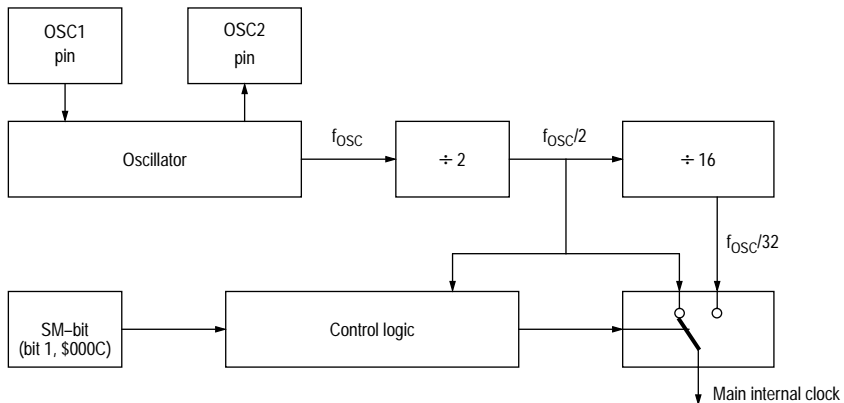 OSC1
pin
OSC2
pin
Oscillator
fOSC
÷ 2
fOSC/2
÷ 16
fOSC/32
SM–bit
(bit 1, $000C)
Control logic
Main internal clock